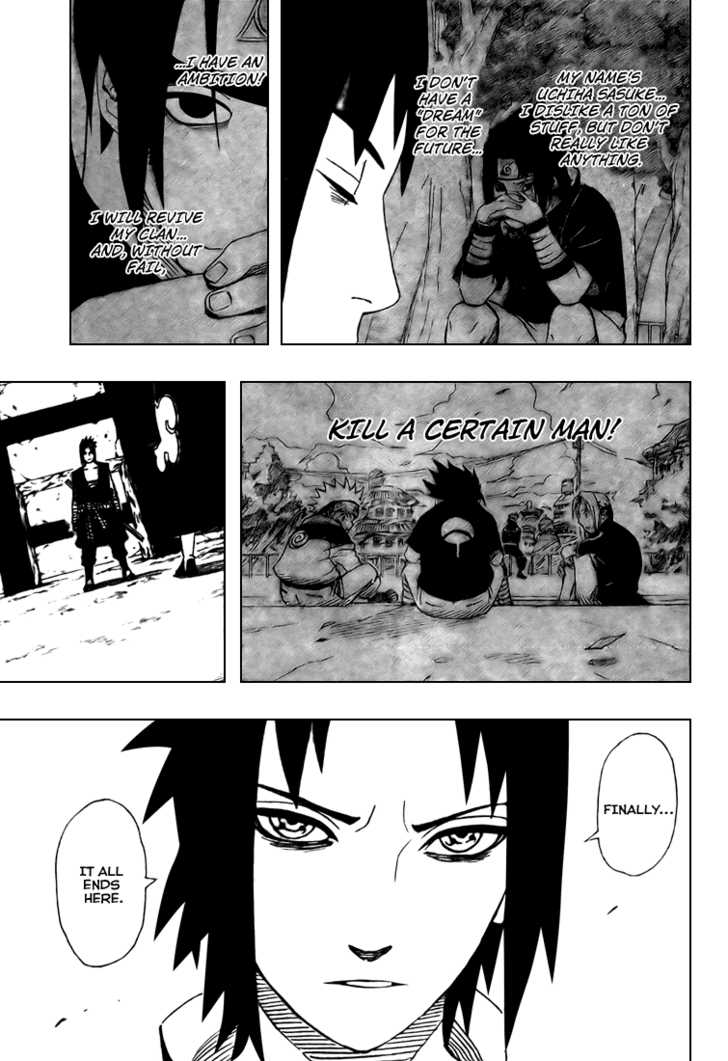 MY NAME'S
UCHIHA SASUKE...
I DISLIKE A TON OF
STUFF, BUT DON'T
REALLY LIKE
ANYTHING.
I DON'T
HAVE A
"DREAM"
FOR THE
FUTURE...
...I HAVE AN
AMBITION!
I WILL REVIVE
MY CLAN...
AND, WITHOUT
FAIL,
KILL A CERTAIN MAN!
FINALLY...
IT ALL
ENDS
HERE.